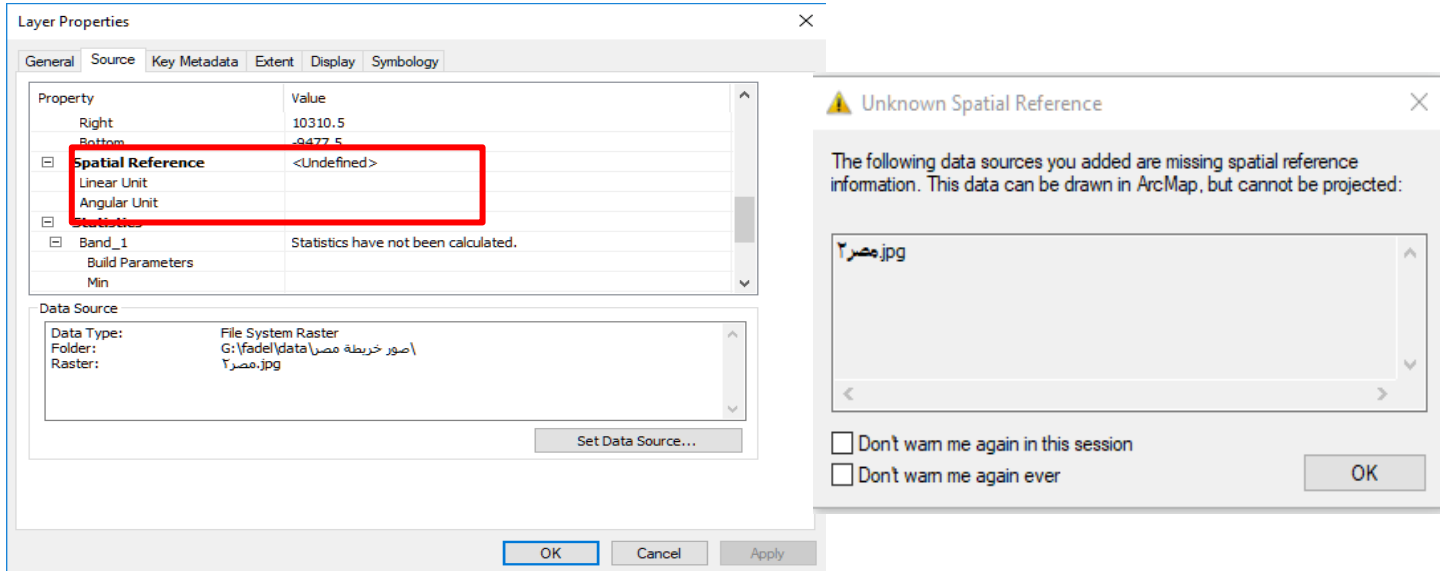 Layer Properties
General Source Key Metadata Extent Display Symbology
Property Value
Right 10310.5
Bottom -9477.5
Spatial Reference <Undefined>
Linear Unit
Angular Unit
Statistics
Band_1 Statistics have not been calculated.
Build Parameters
Min
Data Source
Data Type: File System Raster
Folder: G:\fadel\data\صور خريطة مصر\
Raster: مصر٢.jpg
Set Data Source...
OK Cancel Apply
Unknown Spatial Reference
The following data sources you added are missing spatial reference
information. This data can be drawn in ArcMap, but cannot be projected:
مصر٢.jpg
Don't warn me again in this session
Don't warn me again ever
OK